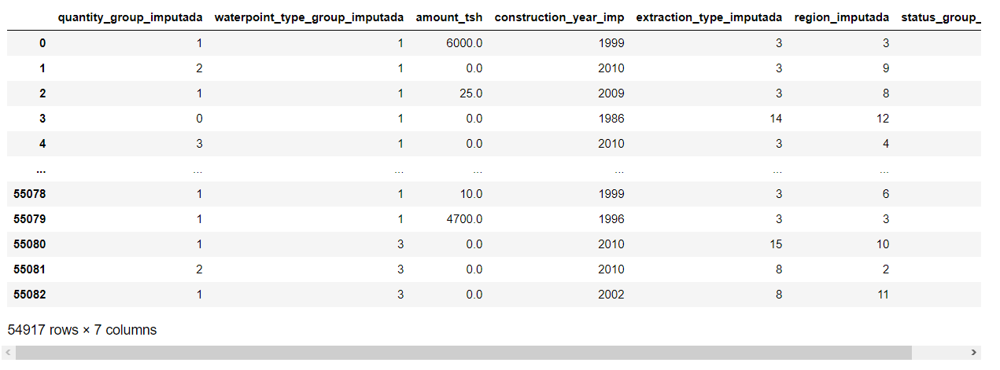 quantity_group_imputada waterpoint_type_group_imputada amount_tsh construction_year_imp extraction_type_imputada region_imputada status_group_
0 1 1 6000.0 1999 3 3
1 2 1 0.0 2010 3 9
2 1 1 25.0 2009 3 8
3 0 1 0.0 1986 14 12
4 3 1 0.0 2010 3 4
... ... ... ... ... ... ...
55078 1 1 10.0 1999 3 6
55079 1 1 4700.0 1996 3 3
55080 1 3 0.0 2010 15 10
55081 2 3 0.0 2010 8 2
55082 1 3 0.0 2002 8 11
54917 rows × 7 columns